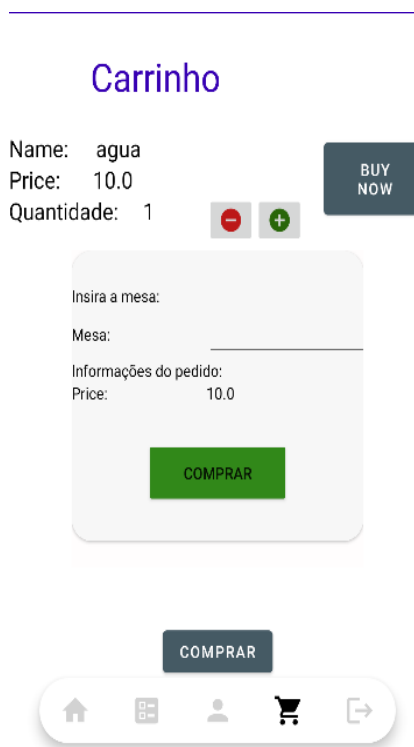 Carrinho
Name: agua
Price: 10.0
BUY
NOW
Quantidade: 1
Insira a mesa:
Mesa:
Informações do pedido:
Price: 10.0
COMPRAR
COMPRAR